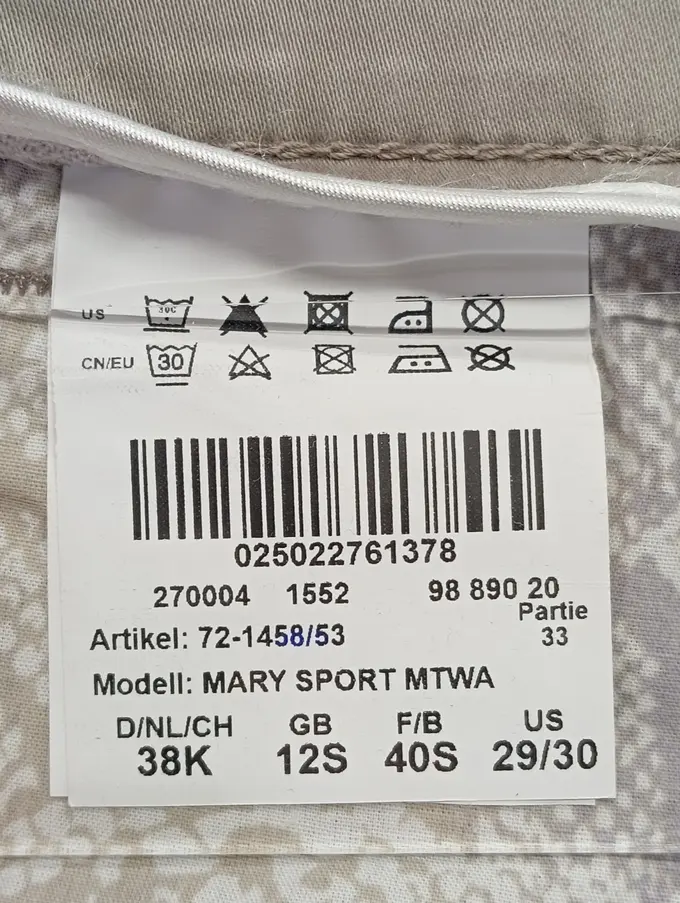 US 30C
CN/EU 30
025022761378
270004 1552 98 890 20
Partie
Artikel: 72-1458/53 33
Modell: MARY SPORT MTWA
D/NL/CH GB F/B US
38K 12S 40S 29/30